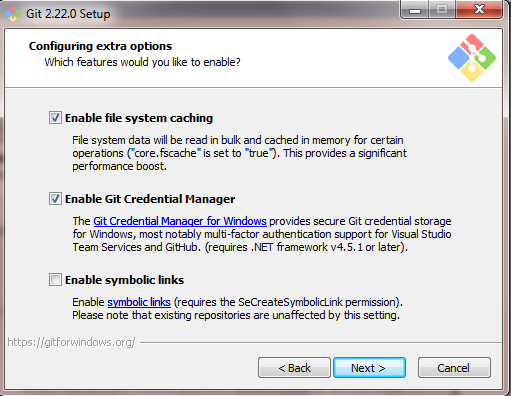 Git 2.22.0 Setup
Configuring extra options
Which features would you like to enable?
Enable file system caching
File system data will be read in bulk and cached in memory for certain
operations ("core.fscache" is set to "true"). This provides a significant
performance boost.
Enable Git Credential Manager
The Git Credential Manager for Windows provides secure Git credential storage
for Windows, most notably multi-factor authentication support for Visual Studio
Team Services and GitHub. (requires .NET framework v4.5.1 or later).
Enable symbolic links
Enable symbolic links (requires the SeCreateSymbolicLink permission).
Please note that existing repositories are unaffected by this setting.
https://gitforwindows.org/
< Back
Next >
Cancel